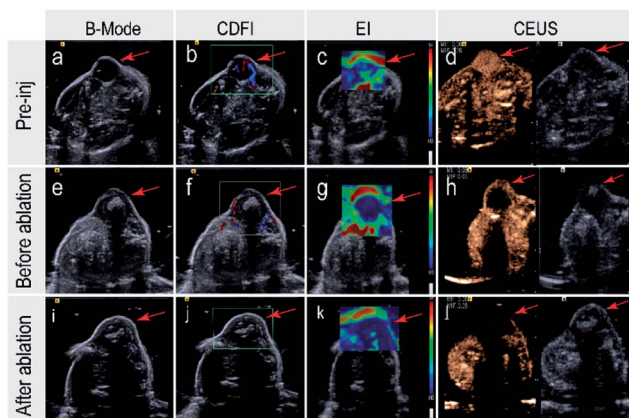 B-Mode CDFI EI CEUS
Pre-inj a b c d
Before ablation e f g h
After ablation i j k l